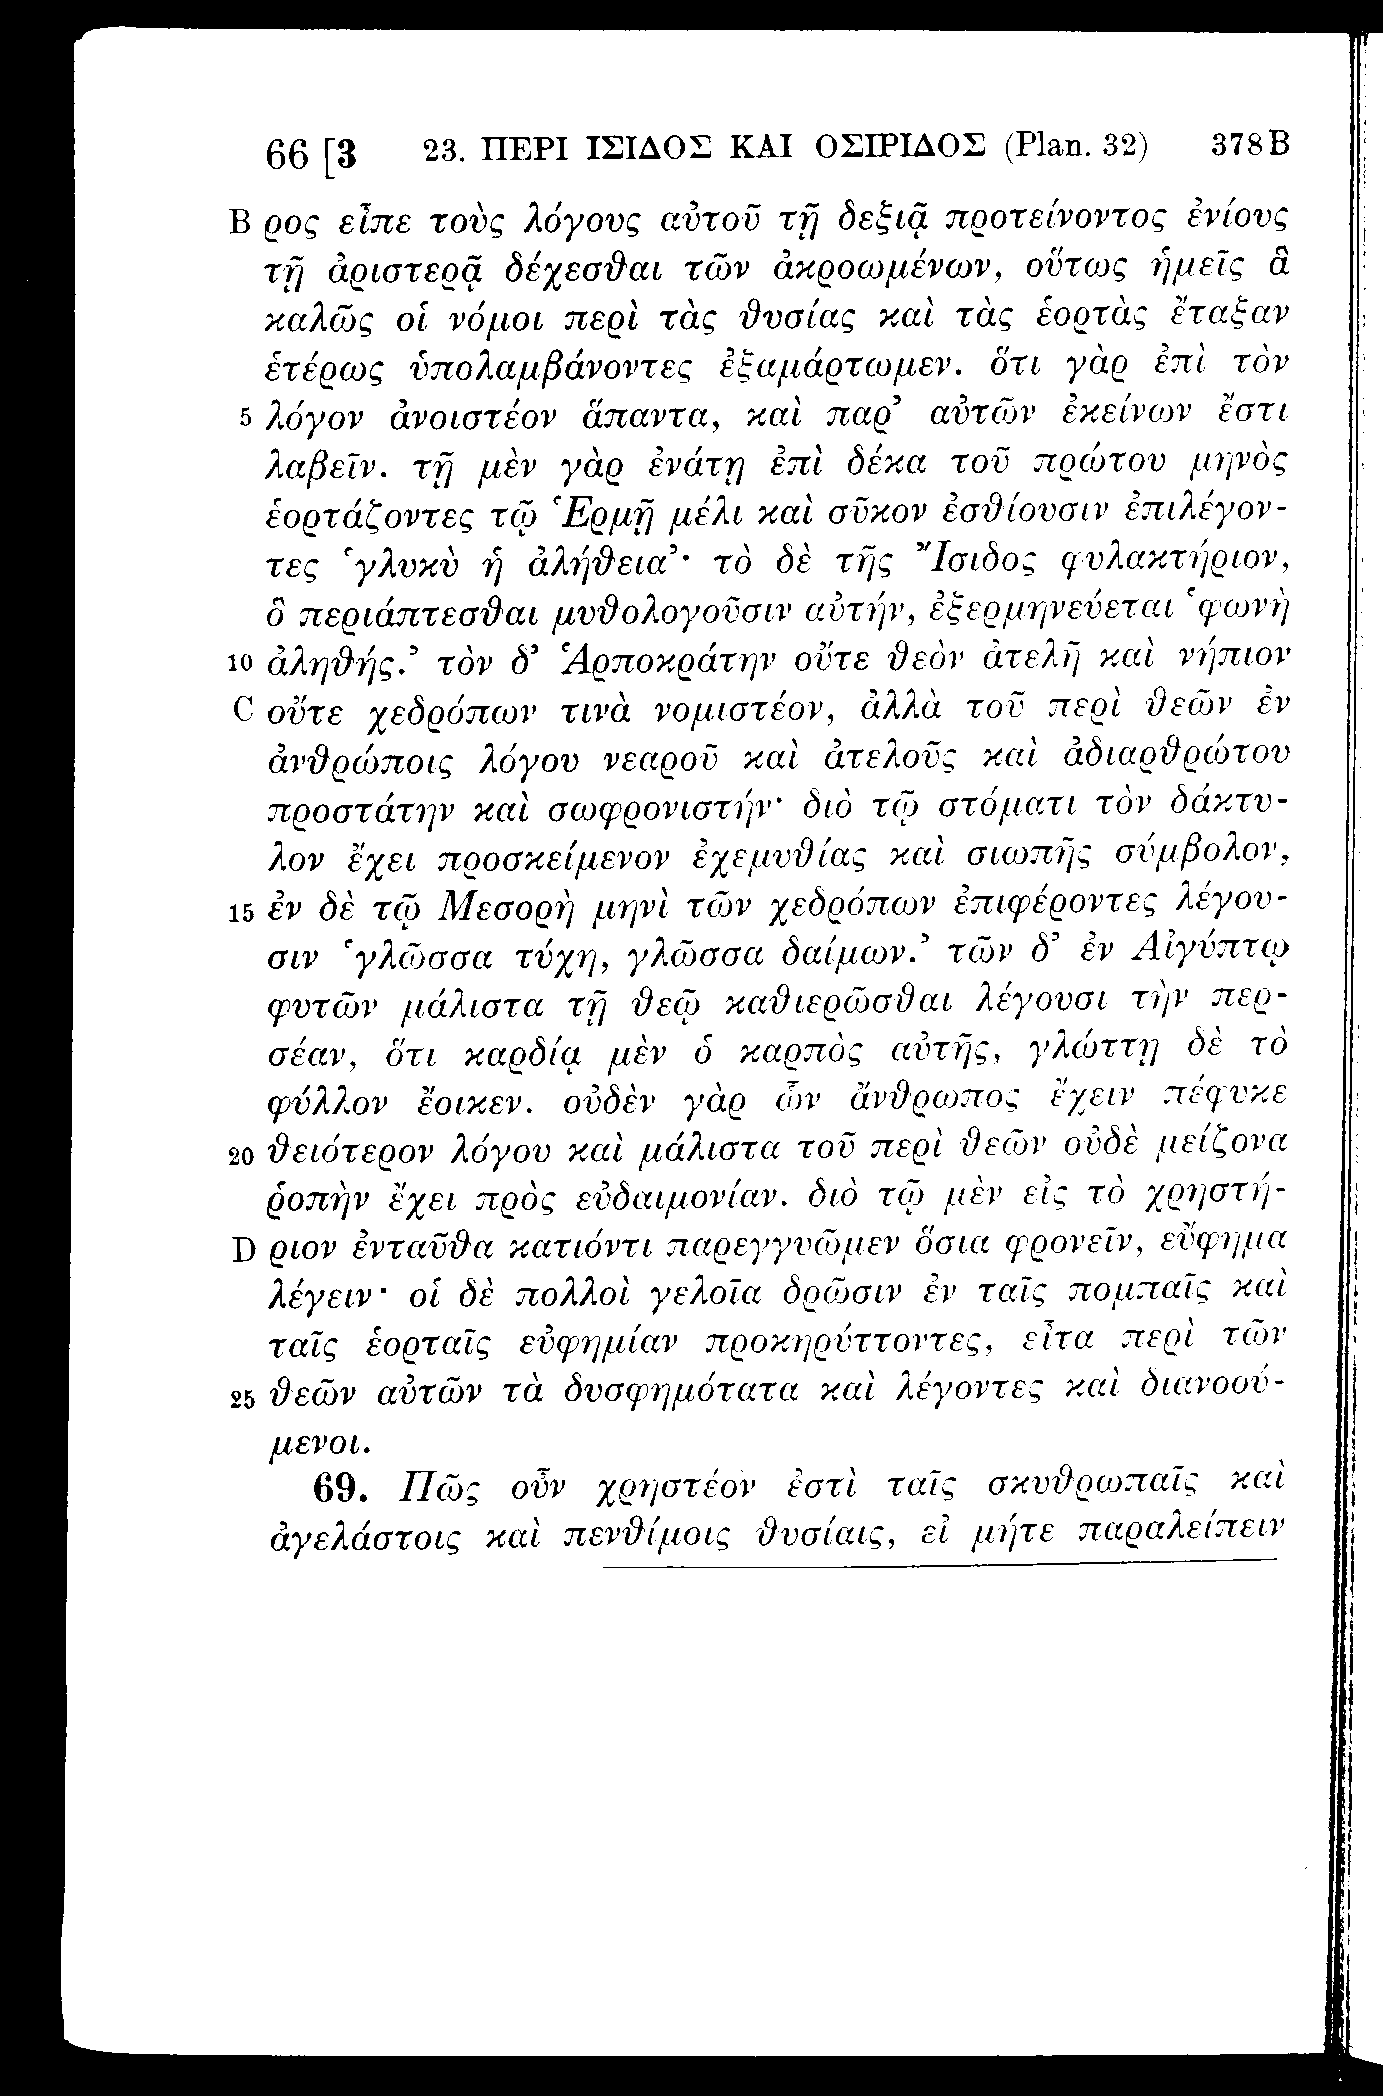 66 [3 23. ΠΕΡΙ ΙΣΙΔΟΣ ΚΑΙ ΟΣΙΡΙΔΟΣ (Plan. 32) 378 B
B ρος εἶπε τοὺς λόγους αὐτοῦ τῇ δεξιᾷ προτείνοντος ἐνίους
τῇ ἀριστερᾷ δέχεσθαι τῶν ἀκροωμένων, οὕτως ἡμεῖς ἃ
καλῶς οἱ νόμοι περὶ τὰς θυσίας καὶ τὰς ἑορτὰς ἔταξαν
ἑτέρως ὑπολαμβάνοντες ἐξαμάρτωμεν. ὅτι γὰρ ἐπὶ τὸν
5 λόγον ἀνοιστέον ἅπαντα, καὶ παρ’ αὐτῶν ἐκείνων ἔστι
λαβεῖν. τῇ μὲν γὰρ ἐνάτῃ ἐπὶ δέκα τοῦ πρώτου μηνὸς
ἑορτάζοντες τῷ Ἑρμῇ μέλι καὶ σῦκον ἐσθίουσιν ἐπιλέγον-
τες ‘γλυκὺ ἡ ἀλήθεια’· τὸ δὲ τῆς Ἴσιδος φυλακτήριον,
ὃ περιάπτεσθαι μυθολογοῦσιν αὐτήν, ἐξερμηνεύεται ‘φωνὴ
10 ἀληθής.’ τὸν δ’ Ἁρποκράτην οὔτε θεὸν ἀτελῆ καὶ νήπιον
C οὔτε χεδρόπων τινὰ νομιστέον, ἀλλὰ τοῦ περὶ θεῶν ἐν
ἀνθρώποις λόγου νεαροῦ καὶ ἀτελοῦς καὶ ἀδιαρθρώτου
προστάτην καὶ σωφρονιστήν· διὸ τῷ στόματι τὸν δάκτυ-
λον ἔχει προσκείμενον ἐχεμυθίας καὶ σιωπῆς σύμβολον,
15 ἐν δὲ τῷ Μεσορὴ μηνὶ τῶν χεδρόπων ἐπιφέροντες λέγου-
σιν ‘γλῶσσα τύχη, γλῶσσα δαίμων.’ τῶν δ’ ἐν Αἰγύπτῳ
φυτῶν μάλιστα τῇ θεῷ καθιερῶσθαι λέγουσι τὴν περ-
σέαν, ὅτι καρδίᾳ μὲν ὁ καρπὸς αὐτῆς, γλώττῃ δὲ τὸ
φύλλον ἔοικεν. οὐδὲν γὰρ ὧν ἄνθρωπος ἔχειν πέφυκε
20 θειότερον λόγου καὶ μάλιστα τοῦ περὶ θεῶν οὐδὲ μείζονα
ῥοπὴν ἔχει πρὸς εὐδαιμονίαν. διὸ τῷ μὲν εἰς τὸ χρηστή-
D ριον ἐνταῦθα κατιόντι παρεγγυῶμεν ὅσια φρονεῖν, εὔφημα
λέγειν· οἱ δὲ πολλοὶ γελοῖα δρῶσιν ἐν ταῖς πομπαῖς καὶ
ταῖς ἑορταῖς εὐφημίαν προκηρύττοντες, εἶτα περὶ τῶν
25 θεῶν αὐτῶν τὰ δυσφημότατα καὶ λέγοντες καὶ διανοού-
μενοι.
69. Πῶς οὖν χρηστέον ἐστὶ ταῖς σκυθρωπαῖς καὶ
ἀγελάστοις καὶ πενθίμοις θυσίαις, εἰ μήτε παραλείπειν